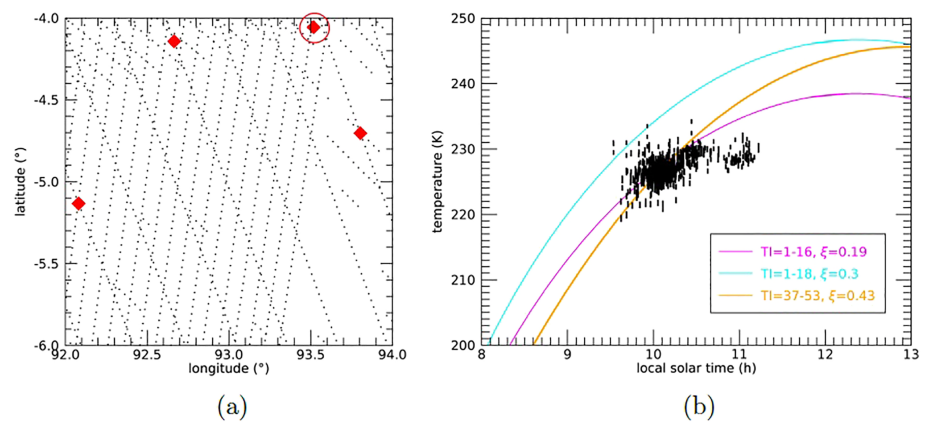 -4.0
-4.5
-5.0
-5.5
-6.0
latitude (°)
92.0 92.5 93.0 93.5 94.0
longitude (°)
(a)
250
240
230
220
210
200
temperature (K)
TI=1-16, ξ=0.19
TI=1-18, ξ=0.3
TI=37-53, ξ=0.43
8 9 10 11 12 13
local solar time (h)
(b)